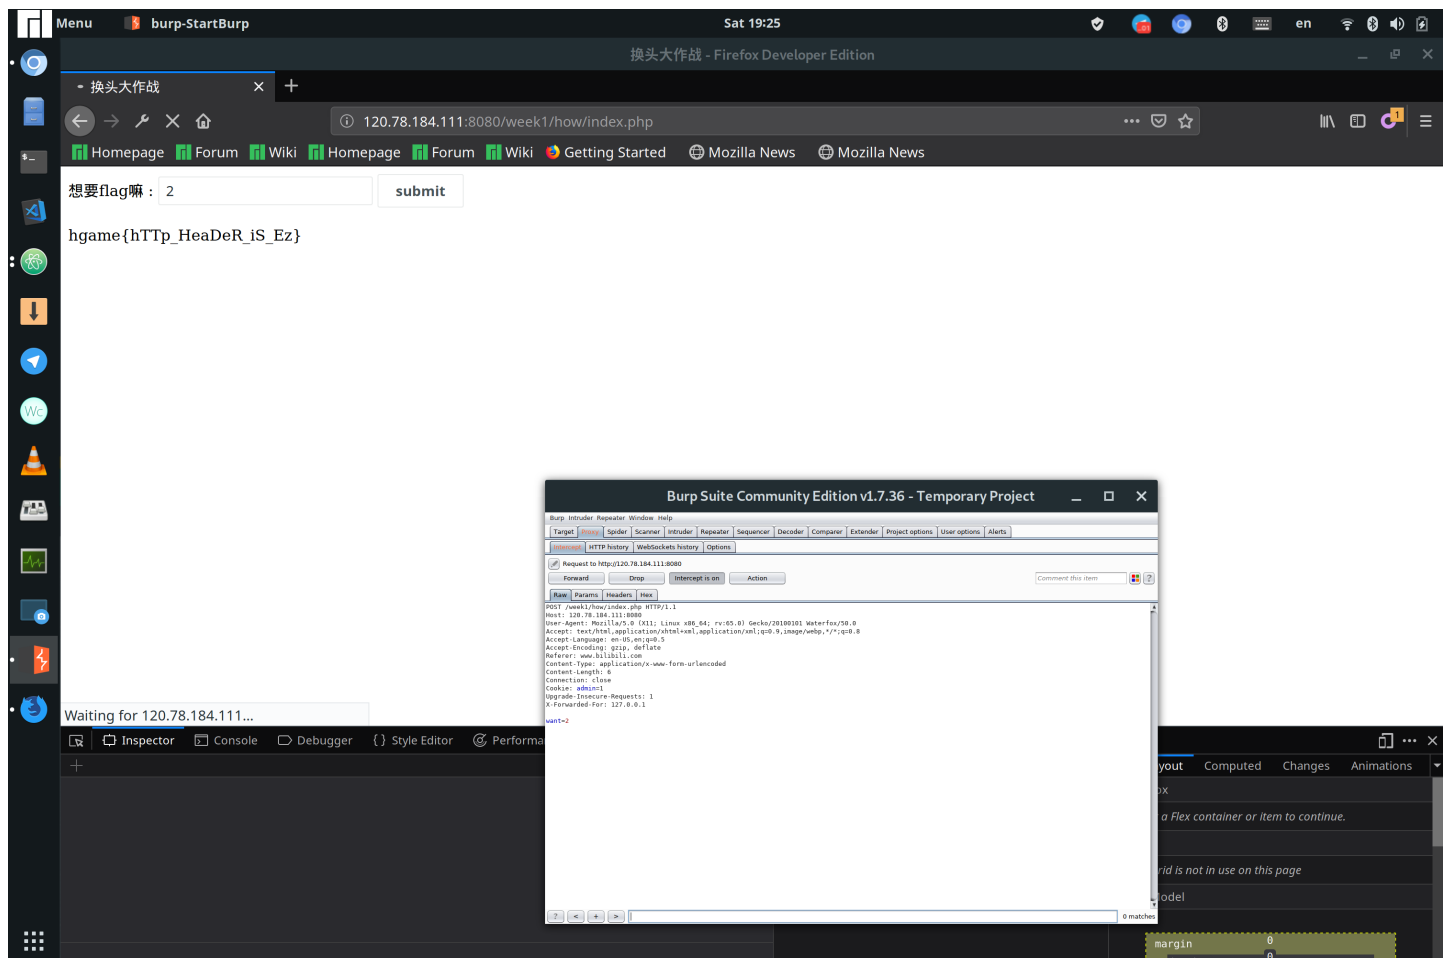 Menu burp-StartBurp Sat 19:25 en
换头大作战 - Firefox Developer Edition
换头大作战
120.78.184.111:8080/week1/how/index.php
Homepage Forum Wiki Homepage Forum Wiki Getting Started Mozilla News Mozilla News
想要flag嘛： 2 submit
hgame{hTTp_HeaDeR_iS_Ez}
Burp Suite Community Edition v1.7.36 - Temporary Project
Burp Intruder Repeater Window Help
Target Proxy Spider Scanner Intruder Repeater Sequencer Decoder Comparer Extender Project options User options Alerts
Intercept HTTP history WebSockets history Options
Request to http://120.78.184.111:8080
Forward Drop Intercept is on Action Comment this item ?
Raw Params Headers Hex
POST /week1/how/index.php HTTP/1.1
Host: 120.78.184.111:8080
User-Agent: Mozilla/5.0 (X11; Linux x86_64; rv:65.0) Gecko/20100101 Waterfox/50.0
Accept: text/html,application/xhtml+xml,application/xml;q=0.9,image/webp,*/*;q=0.8
Accept-Language: en-US,en;q=0.5
Accept-Encoding: gzip, deflate
Referer: www.bilibili.com
Content-Type: application/x-www-form-urlencoded
Content-Length: 6
Connection: close
Cookie: admin=1
Upgrade-Insecure-Requests: 1
X-Forwarded-For: 127.0.0.1
want=2
? < + > 0 matches
Waiting for 120.78.184.111...
Inspector Console Debugger {} Style Editor Performa
yout Computed Changes Animations
ox
a Flex container or item to continue.
rid is not in use on this page
Model
margin 0
0